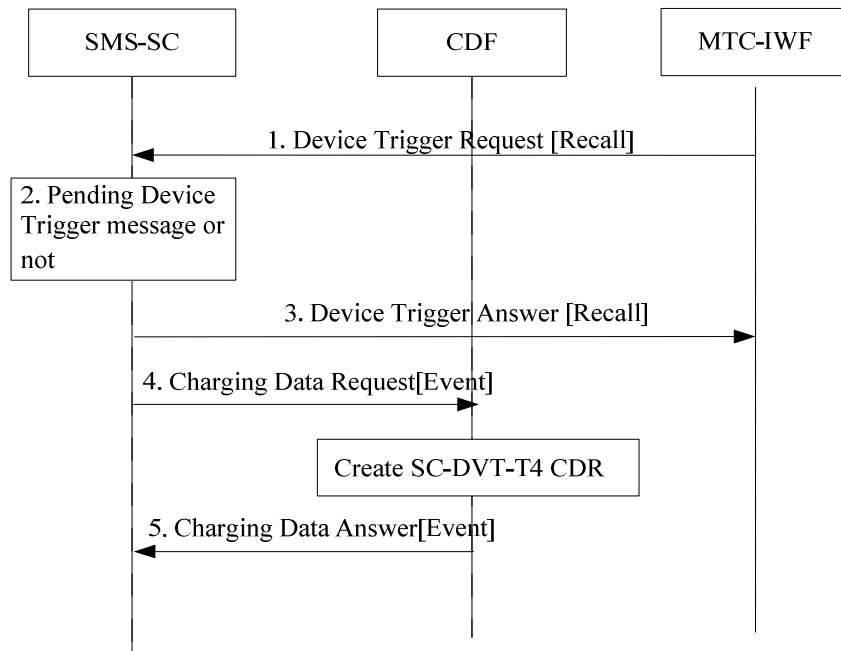 SMS-SC
CDF
MTC-IWF
1. Device Trigger Request [Recall]
2. Pending Device
Trigger message or
not
3. Device Trigger Answer [Recall]
4. Charging Data Request[Event]
Create SC-DVT-T4 CDR
5. Charging Data Answer[Event]